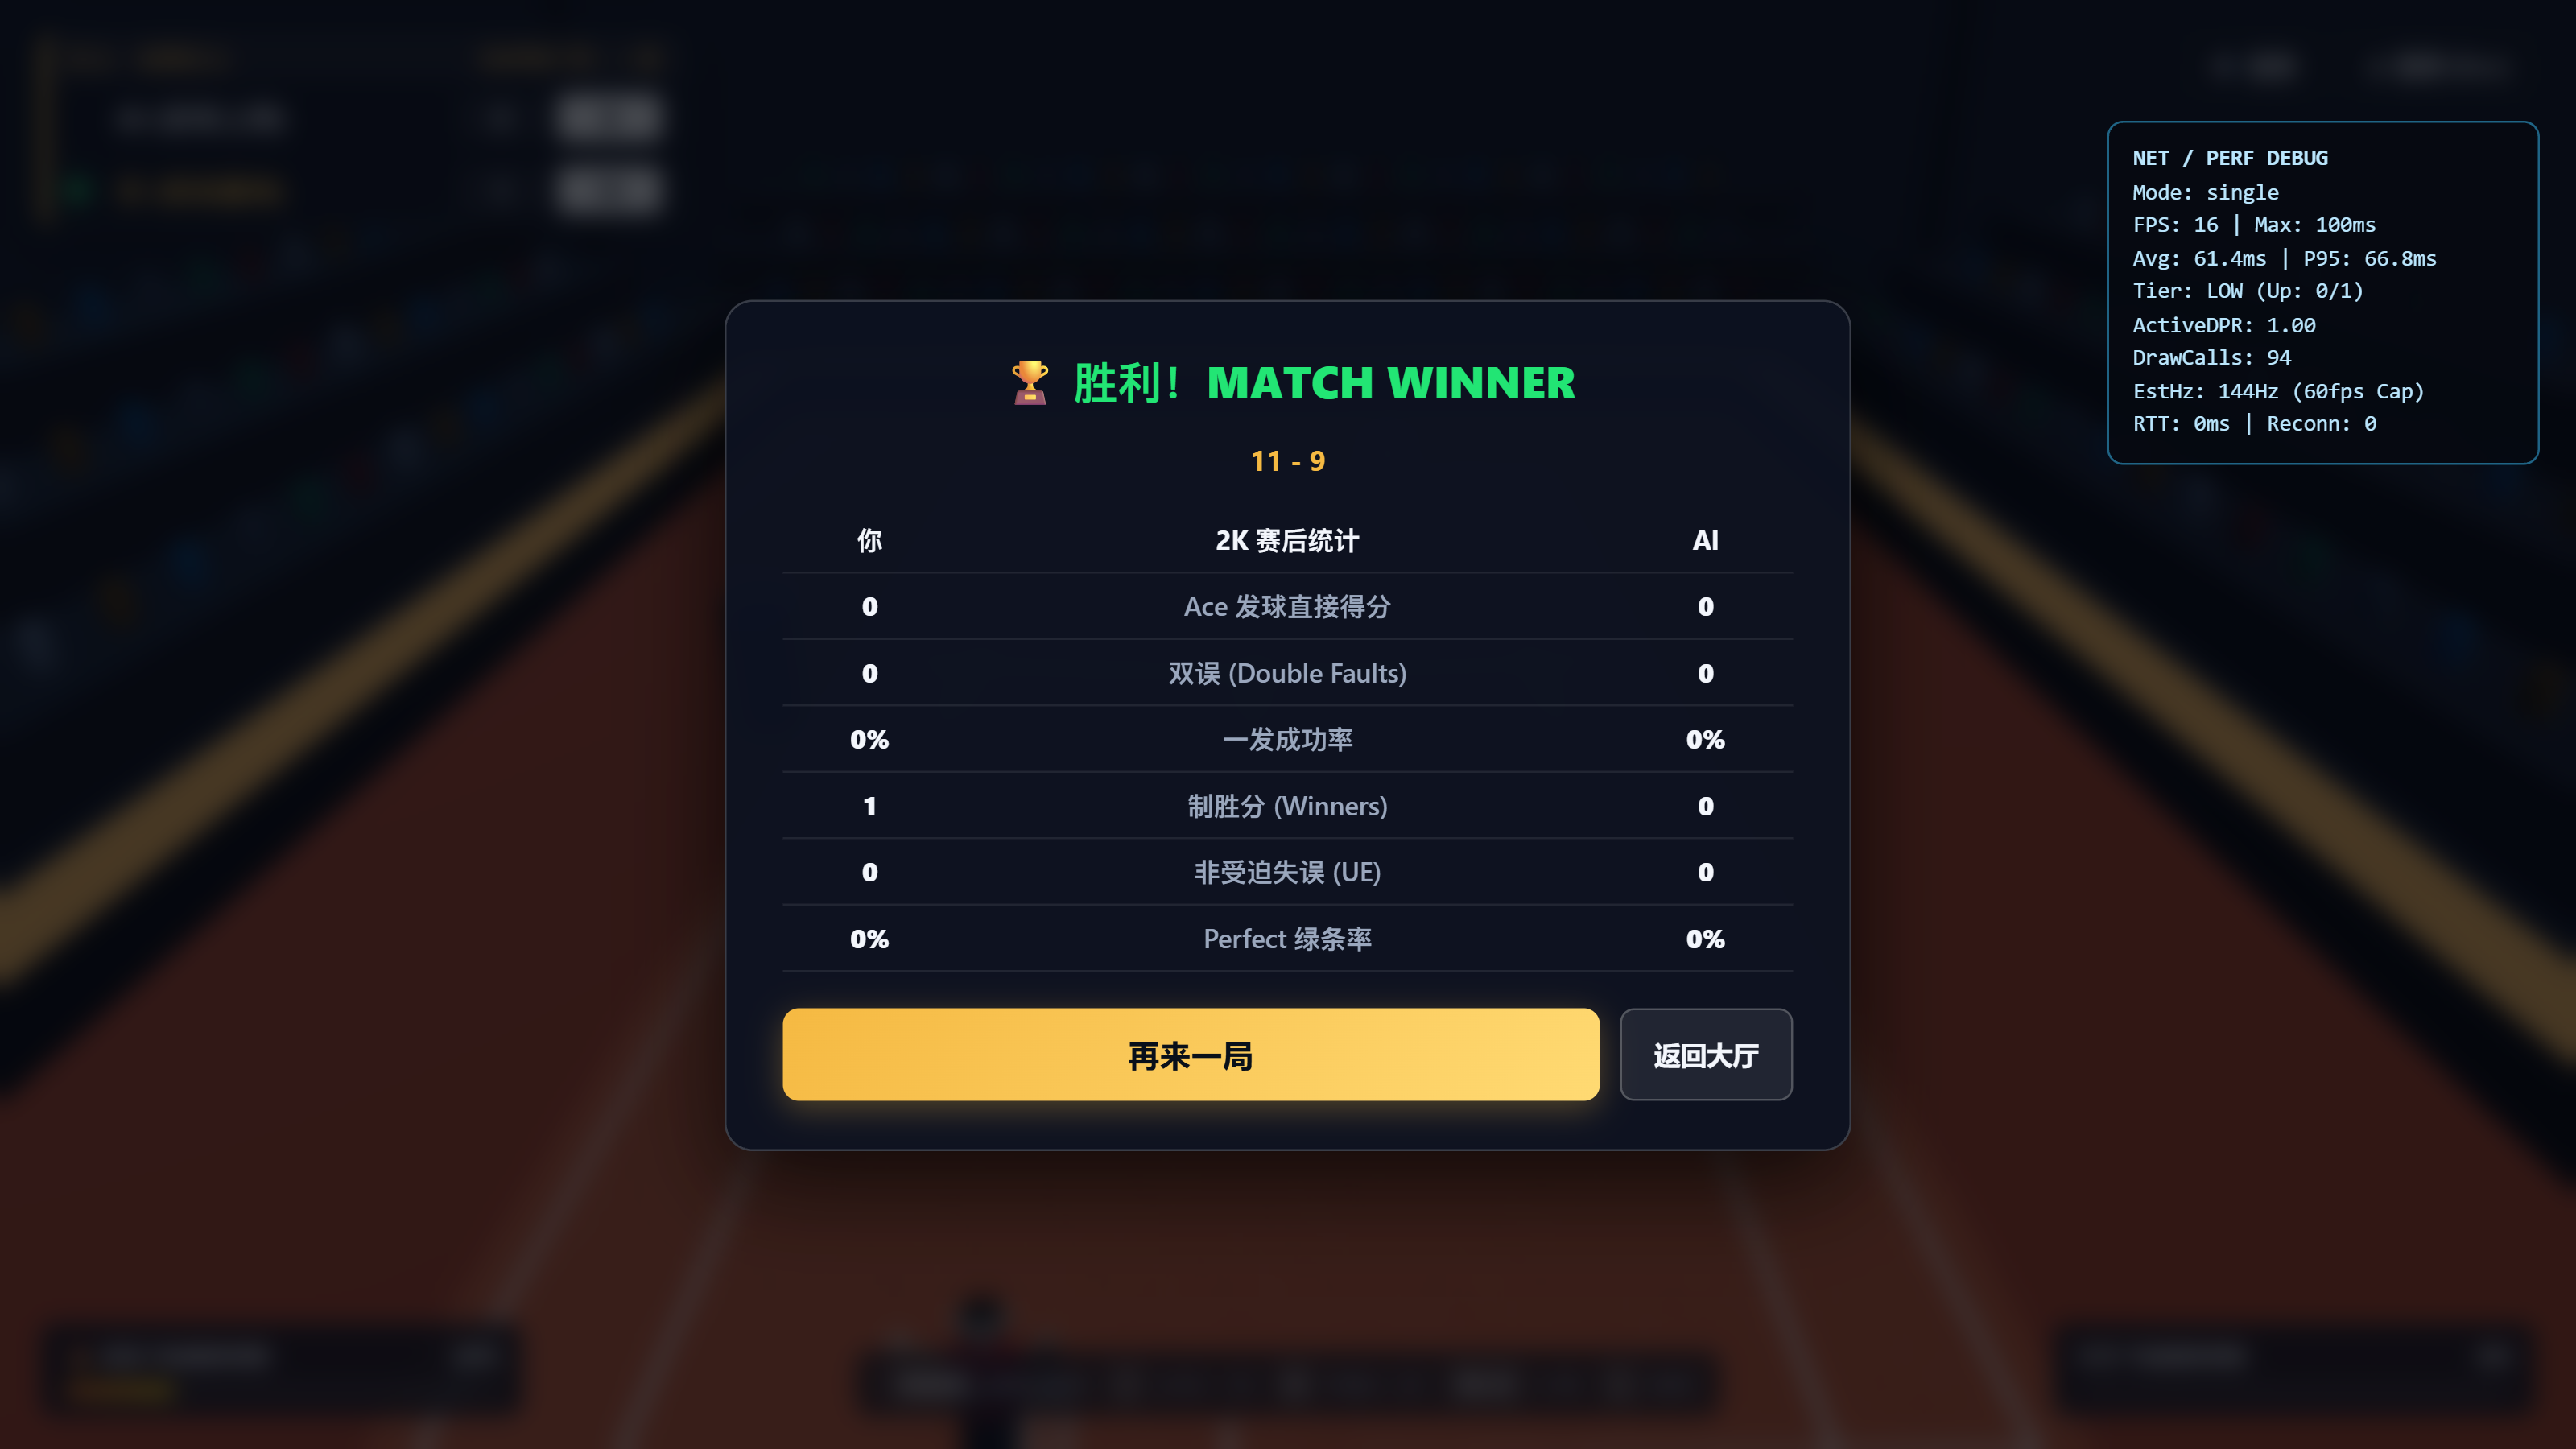 NET / PERF DEBUG
Mode: single
FPS: 16 | Max: 100ms
Avg: 61.4ms | P95: 66.8ms
Tier: LOW (Up: 0/1)
ActiveDPR: 1.00
DrawCalls: 94
EstHz: 144Hz (60fps Cap)
RTT: 0ms | Reconn: 0
🏆 胜利！MATCH WINNER
11 - 9
你 2K 赛后统计 AI
0 Ace 发球直接得分 0
0 双误 (Double Faults) 0
0% 一发成功率 0%
1 制胜分 (Winners) 0
0 非受迫失误 (UE) 0
0% Perfect 绿条率 0%
再来一局 返回大厅